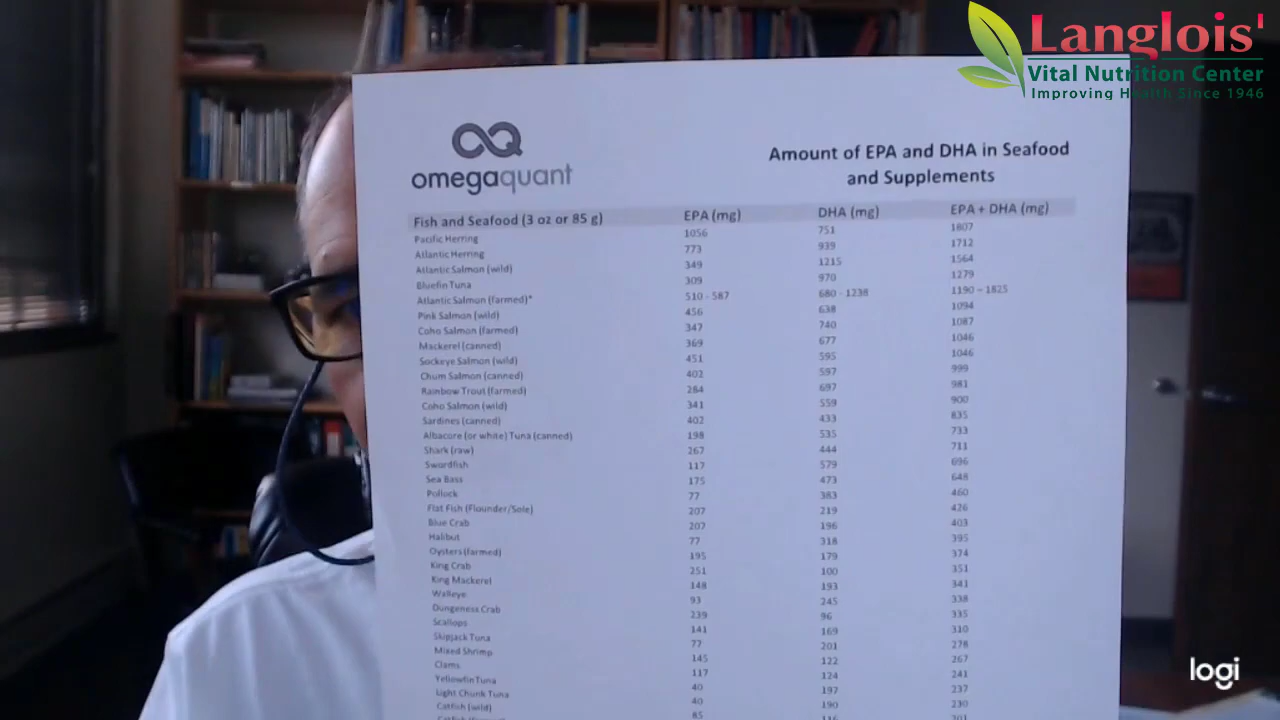 Langlois'
Vital Nutrition Center
Improving Health Since 1946
omegaquant
Amount of EPA and DHA in Seafood
and Supplements
Fish and Seafood (3 oz or 85 g) EPA (mg) DHA (mg) EPA + DHA (mg)
Pacific Herring 1056 751 1807
Atlantic Herring 773 939 1712
Atlantic Salmon (wild) 349 1215 1564
Bluefin Tuna 309 970 1279
Atlantic Salmon (farmed)* 510 - 587 680 - 1238 1190 – 1825
Pink Salmon (wild) 456 638 1094
Coho Salmon (farmed) 347 740 1087
Mackerel (canned) 369 677 1046
Sockeye Salmon (wild) 451 595 1046
Chum Salmon (canned) 402 597 999
Rainbow Trout (farmed) 284 697 981
Coho Salmon (wild) 341 559 900
Sardines (canned) 402 433 835
Albacore (or white) Tuna (canned) 198 535 733
Shark (raw) 267 444 711
Swordfish 117 579 696
Sea Bass 175 473 648
Pollock 77 383 460
Flat Fish (Flounder/Sole) 207 219 426
Blue Crab 207 196 403
Halibut 77 318 395
Oysters (farmed) 195 179 374
King Crab 251 100 351
King Mackerel 148 193 341
Walleye 93 245 338
Dungeness Crab 239 96 335
Scallops 141 169 310
Skipjack Tuna 77 201 278
Mixed Shrimp 145 122 267
Clams 117 124 241
Yellowfin Tuna 40 197 237
Light Chunk Tuna 40 190 230
Catfish (wild) 85
logi